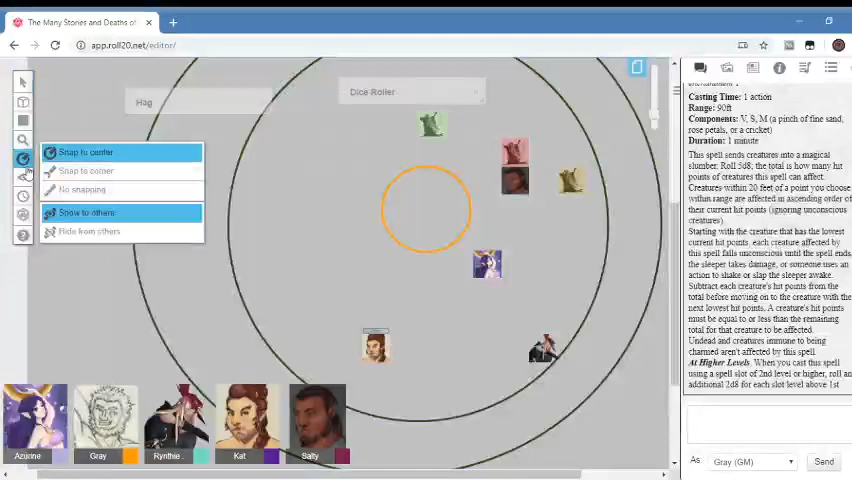 The Many Stories and Deaths of
app.roll20.net/editor/
Hag
Dice Roller
Snap to center
Snap to corner
No snapping
Show to others
Hide from others
Casting Time: 1 action
Range: 90ft
Components: V, S, M (a pinch of fine sand,
rose petals, or a cricket)
Duration: 1 minute
This spell sends creatures into a magical
slumber. Roll 5d8; the total is how many hit
points of creatures this spell can affect.
Creatures within 20 feet of a point you choose
within range are affected in ascending order of
their current hit points (ignoring unconscious
creatures).
Starting with the creature that has the lowest
current hit points, each creature affected by
this spell falls unconscious until the spell ends,
the sleeper takes damage, or someone uses an
action to shake or slap the sleeper awake.
Subtract each creature's hit points from the
total before moving on to the creature with the
next lowest hit points. A creature's hit points
must be equal to or less than the remaining
total for that creature to be affected.
Undead and creatures immune to being
charmed aren't affected by this spell.
At Higher Levels. When you cast this spell
using a spell slot of 2nd level or higher, roll an
additional 2d8 for each slot level above 1st
Azurine
Gray
Rynthie.
Kat
Salty
As:
Gray (GM)
Send